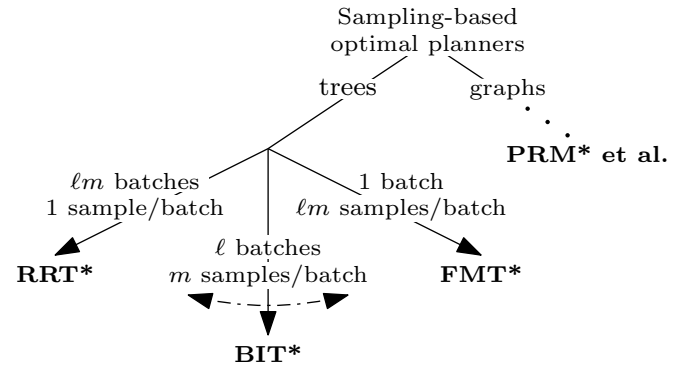 Sampling-based
optimal planners
trees
graphs
PRM* et al.
ℓm batches
1 sample/batch
1 batch
ℓm samples/batch
ℓ batches
m samples/batch
RRT*
FMT*
BIT*